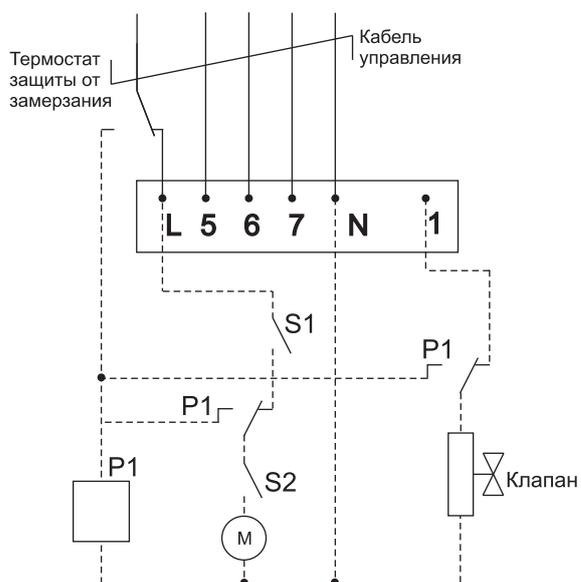 Термостат
защиты от
замерзания
Кабель
управления
L 5 6 7 N 1
S1
P1
P1
P1
S2
Клапан
M